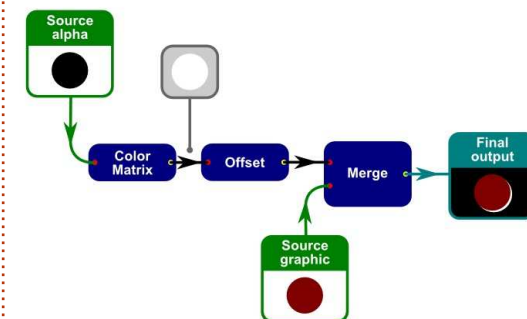 Source
alpha
Color
Matrix
Offset
Merge
Final
output
Source
graphic